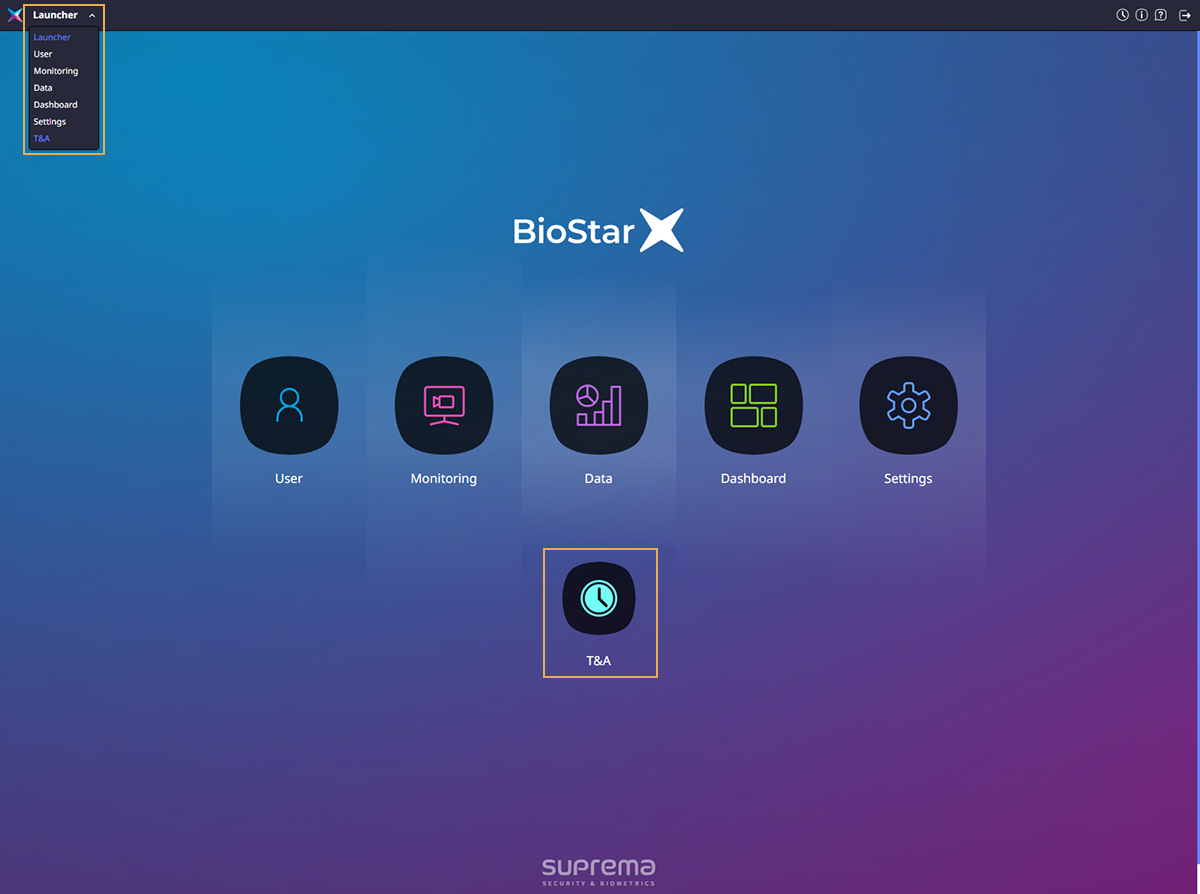 Launcher
Launcher
User
Monitoring
Data
Dashboard
Settings
T&A
BioStar X
User
Monitoring
Data
Dashboard
Settings
T&A
suprema
SECURITY & BIOMETRICS